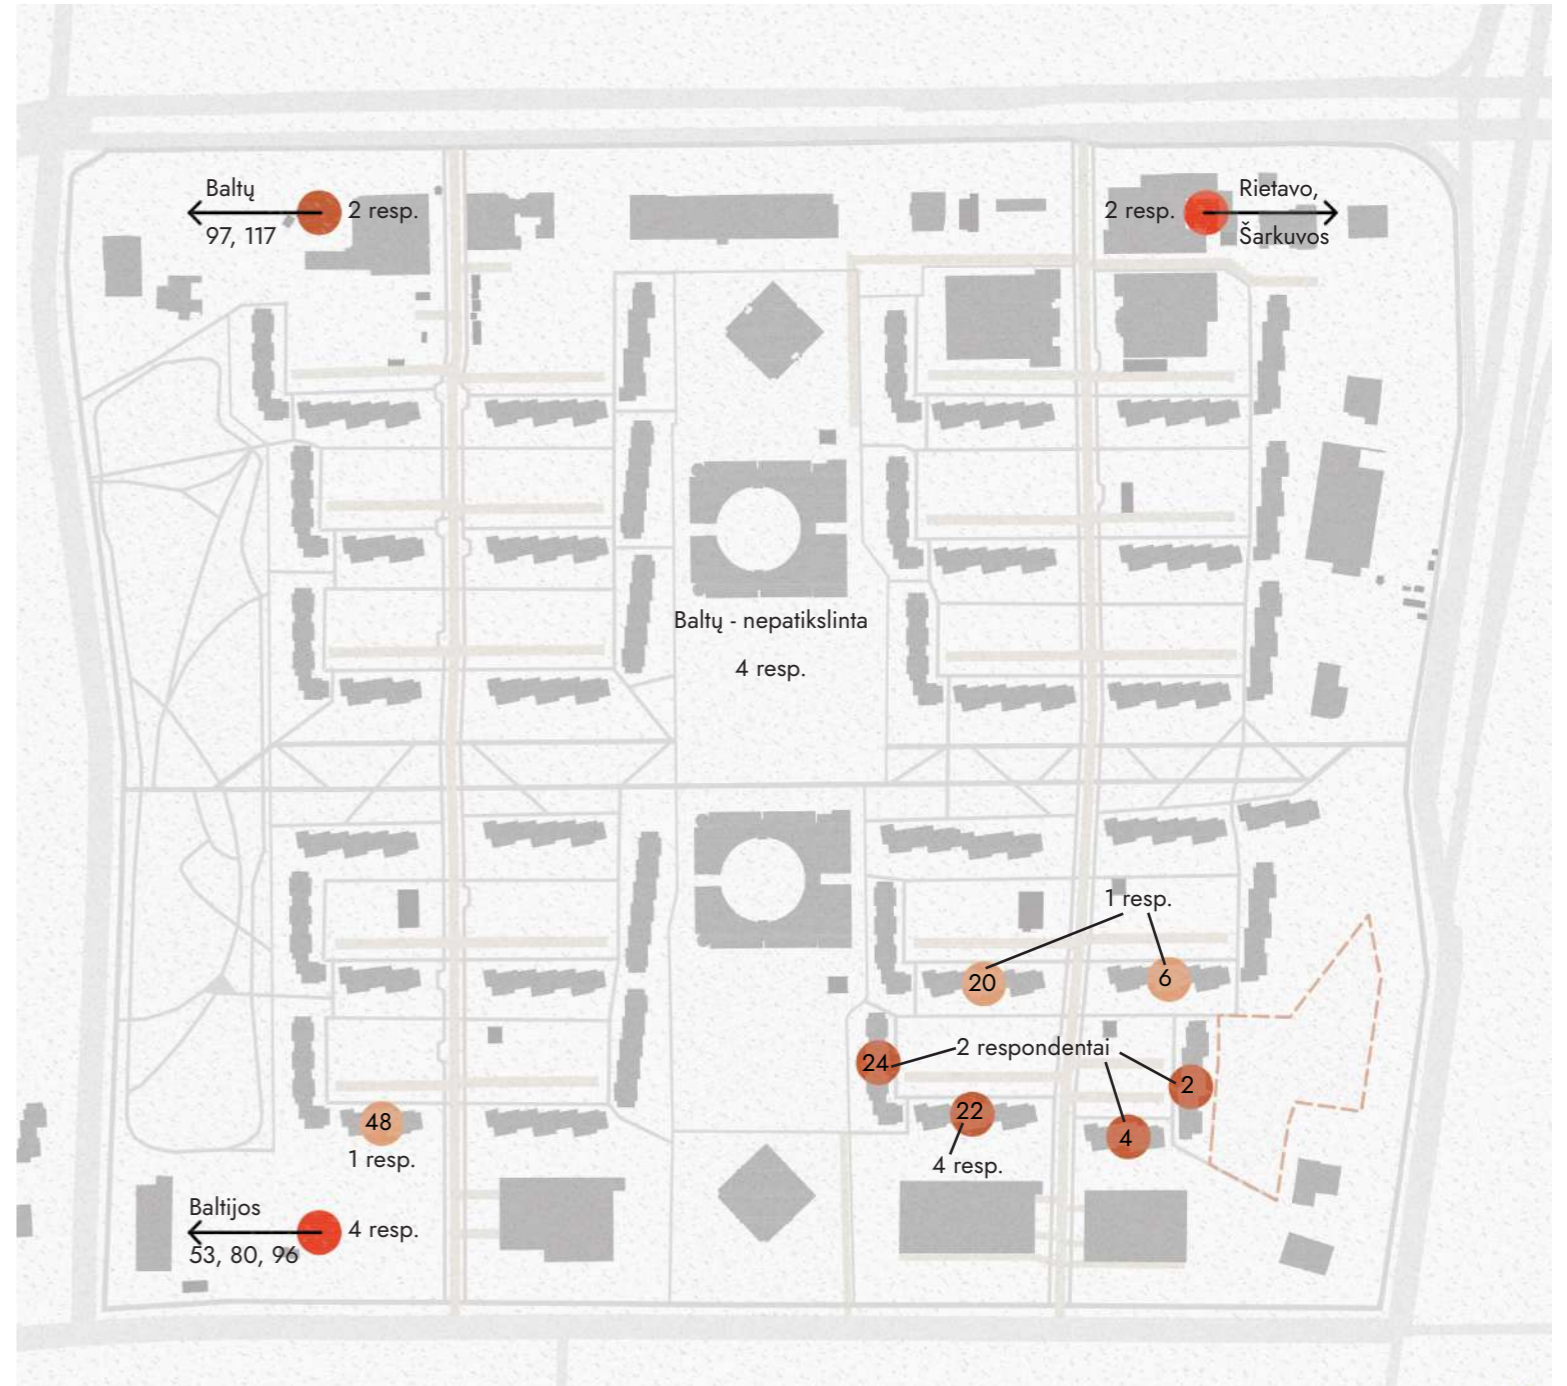 Baltų
2 resp.
97, 117
2 resp.
Rietavo,
Šarkuvos
Baltų - nepatikslinta
4 resp.
1 resp.
20
6
24
2 respondentai
2
22
4
4 resp.
48
1 resp.
Baltijos
4 resp.
53, 80, 96